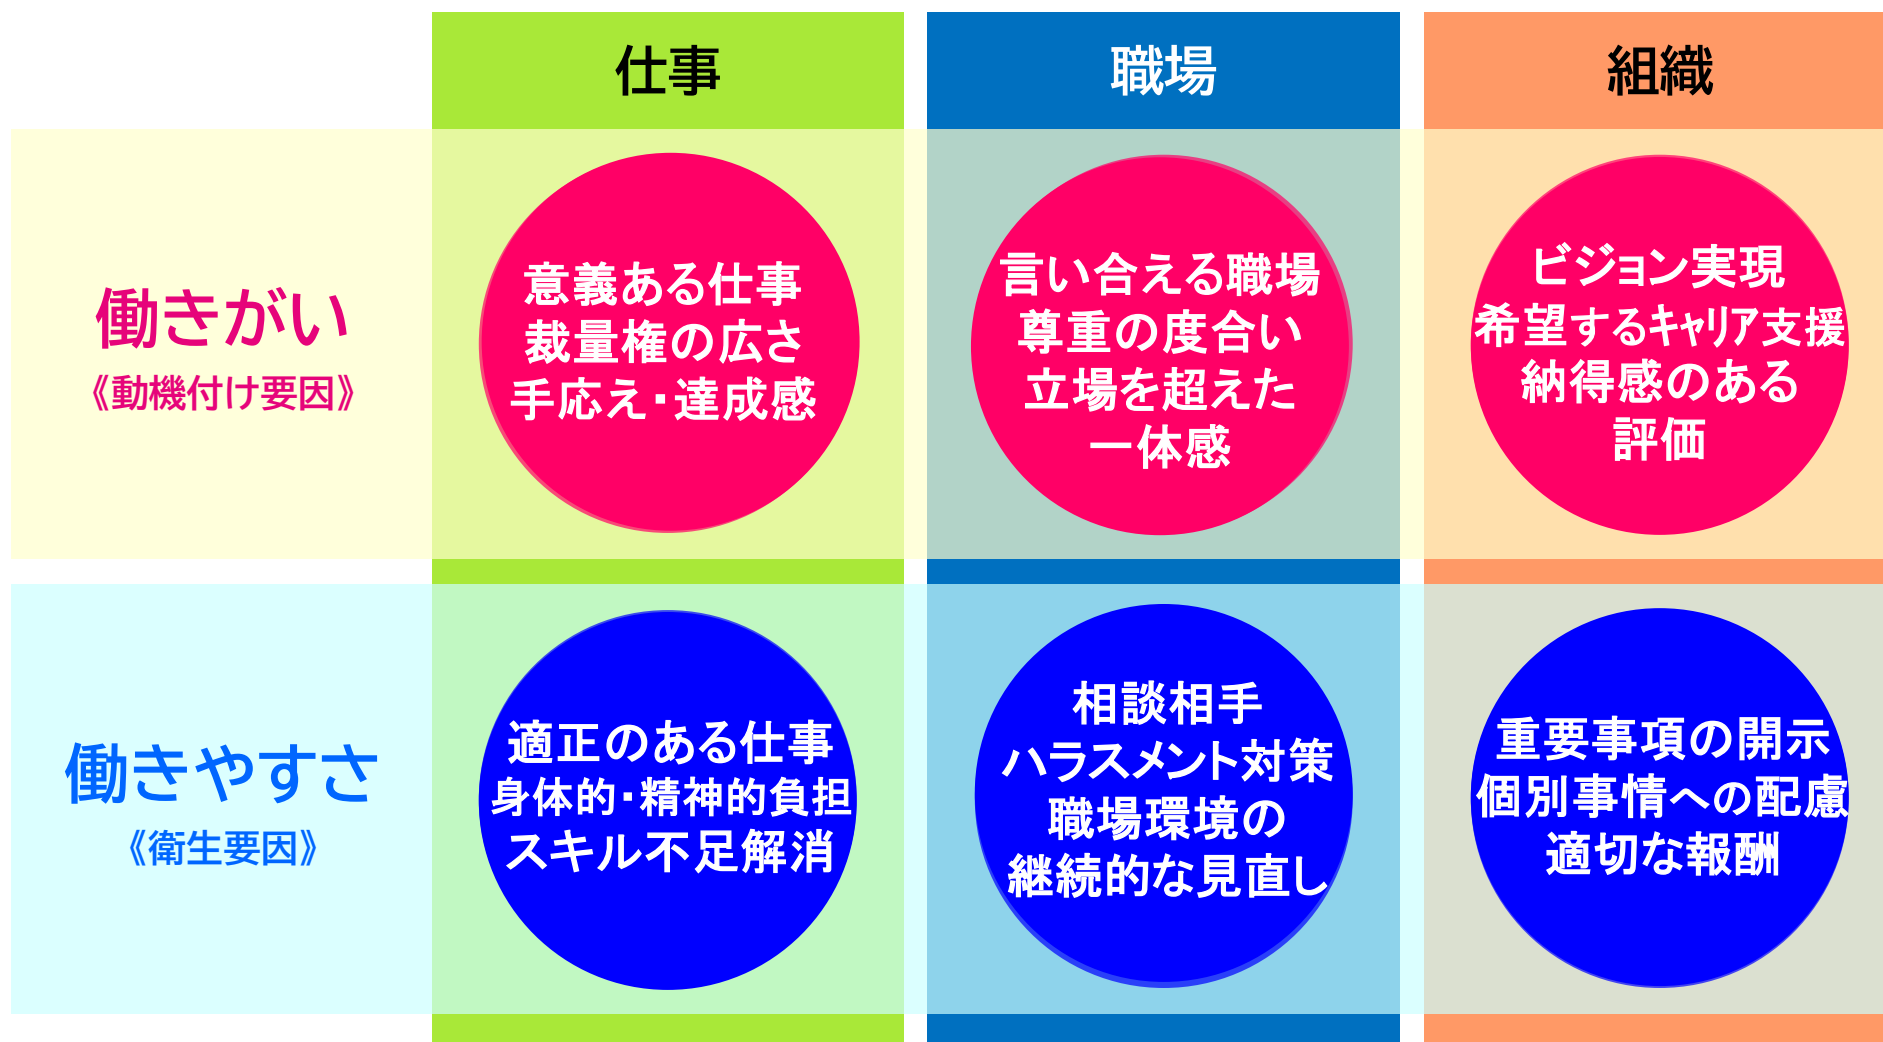 仕事
職場
組織
働きがい
《動機付け要因》
意義ある仕事
裁量権の広さ
手応え・達成感
言い合える職場
尊重の度合い
立場を超えた
一体感
ビジョン実現
希望するキャリア支援
納得感のある
評価
働きやすさ
《衛生要因》
適正のある仕事
身体的・精神的負担
スキル不足解消
相談相手
ハラスメント対策
職場環境の
継続的な見直し
重要事項の開示
個別事情への配慮
適切な報酬